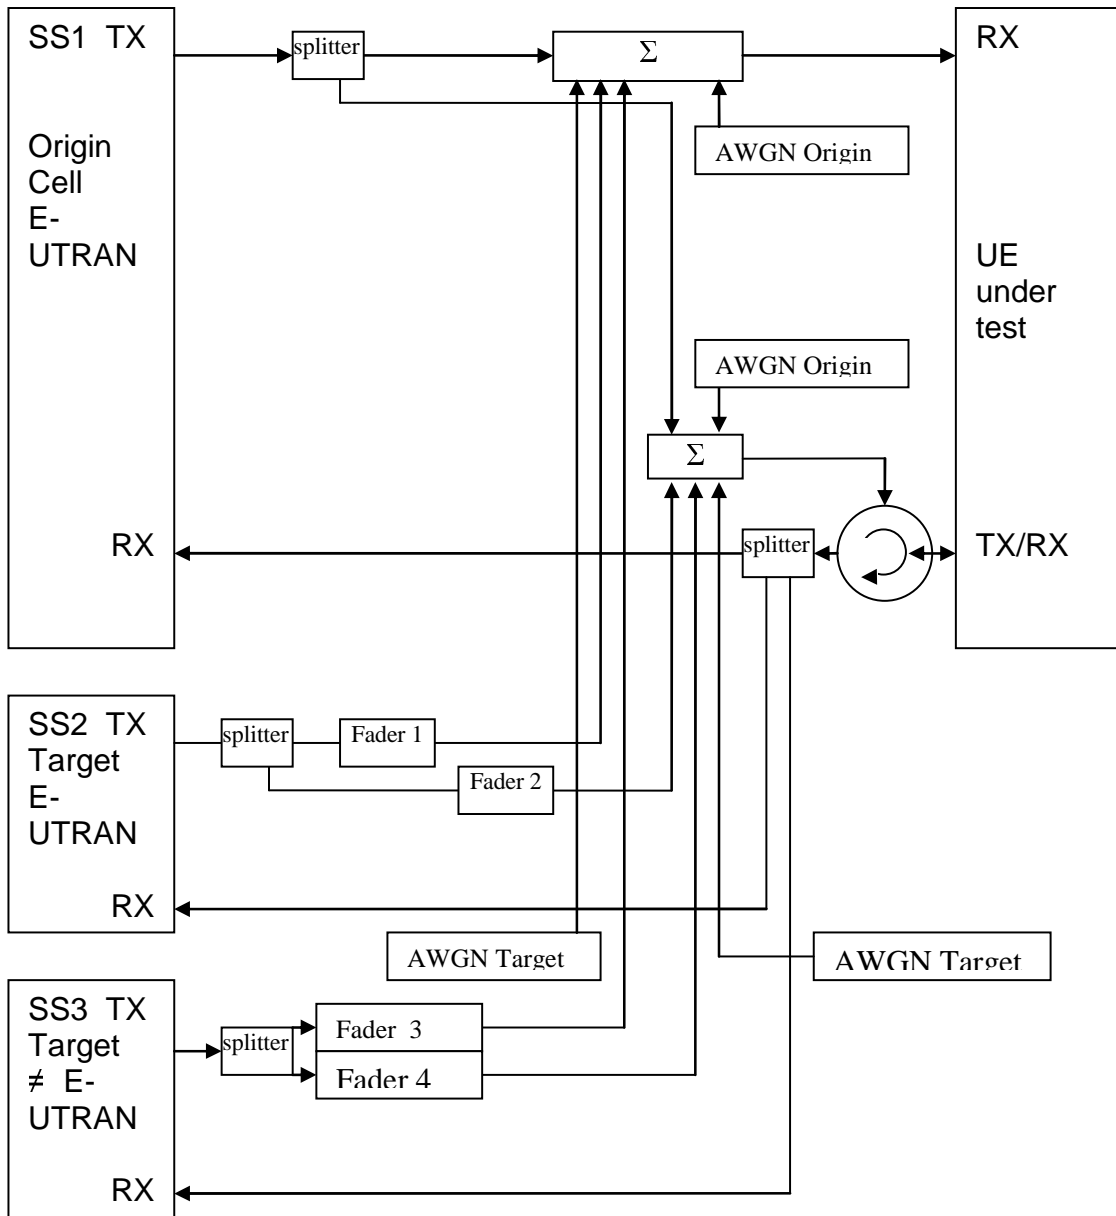 SS1 TX
splitter
Σ
RX
Origin
Cell
E-
UTRAN
AWGN Origin
UE
under
test
AWGN Origin
Σ
RX
splitter
TX/RX
SS2 TX
Target
E-
UTRAN
splitter
Fader 1
Fader 2
RX
AWGN Target
AWGN Target
SS3 TX
Target
≠ E-
UTRAN
splitter
Fader 3
Fader 4
RX